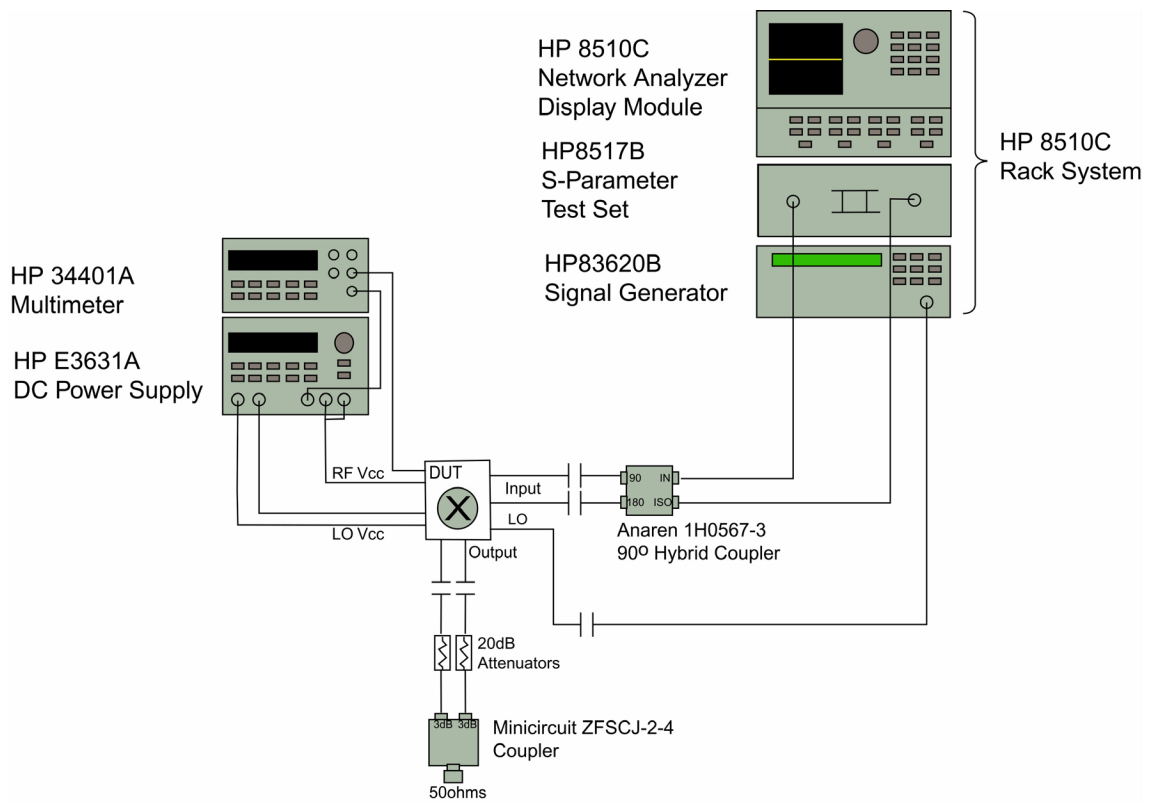 HP 8510C
Network Analyzer
Display Module
HP8517B
S-Parameter
Test Set
HP83620B
Signal Generator
HP 8510C
Rack System
HP 34401A
Multimeter
HP E3631A
DC Power Supply
RF Vcc
LO Vcc
DUT
X
Input
LO
Output
90 IN
180 ISO
Anaren 1H0567-3
90º Hybrid Coupler
20dB
Attenuators
3dB 3dB
Minicircuit ZFSCJ-2-4
Coupler
50ohms